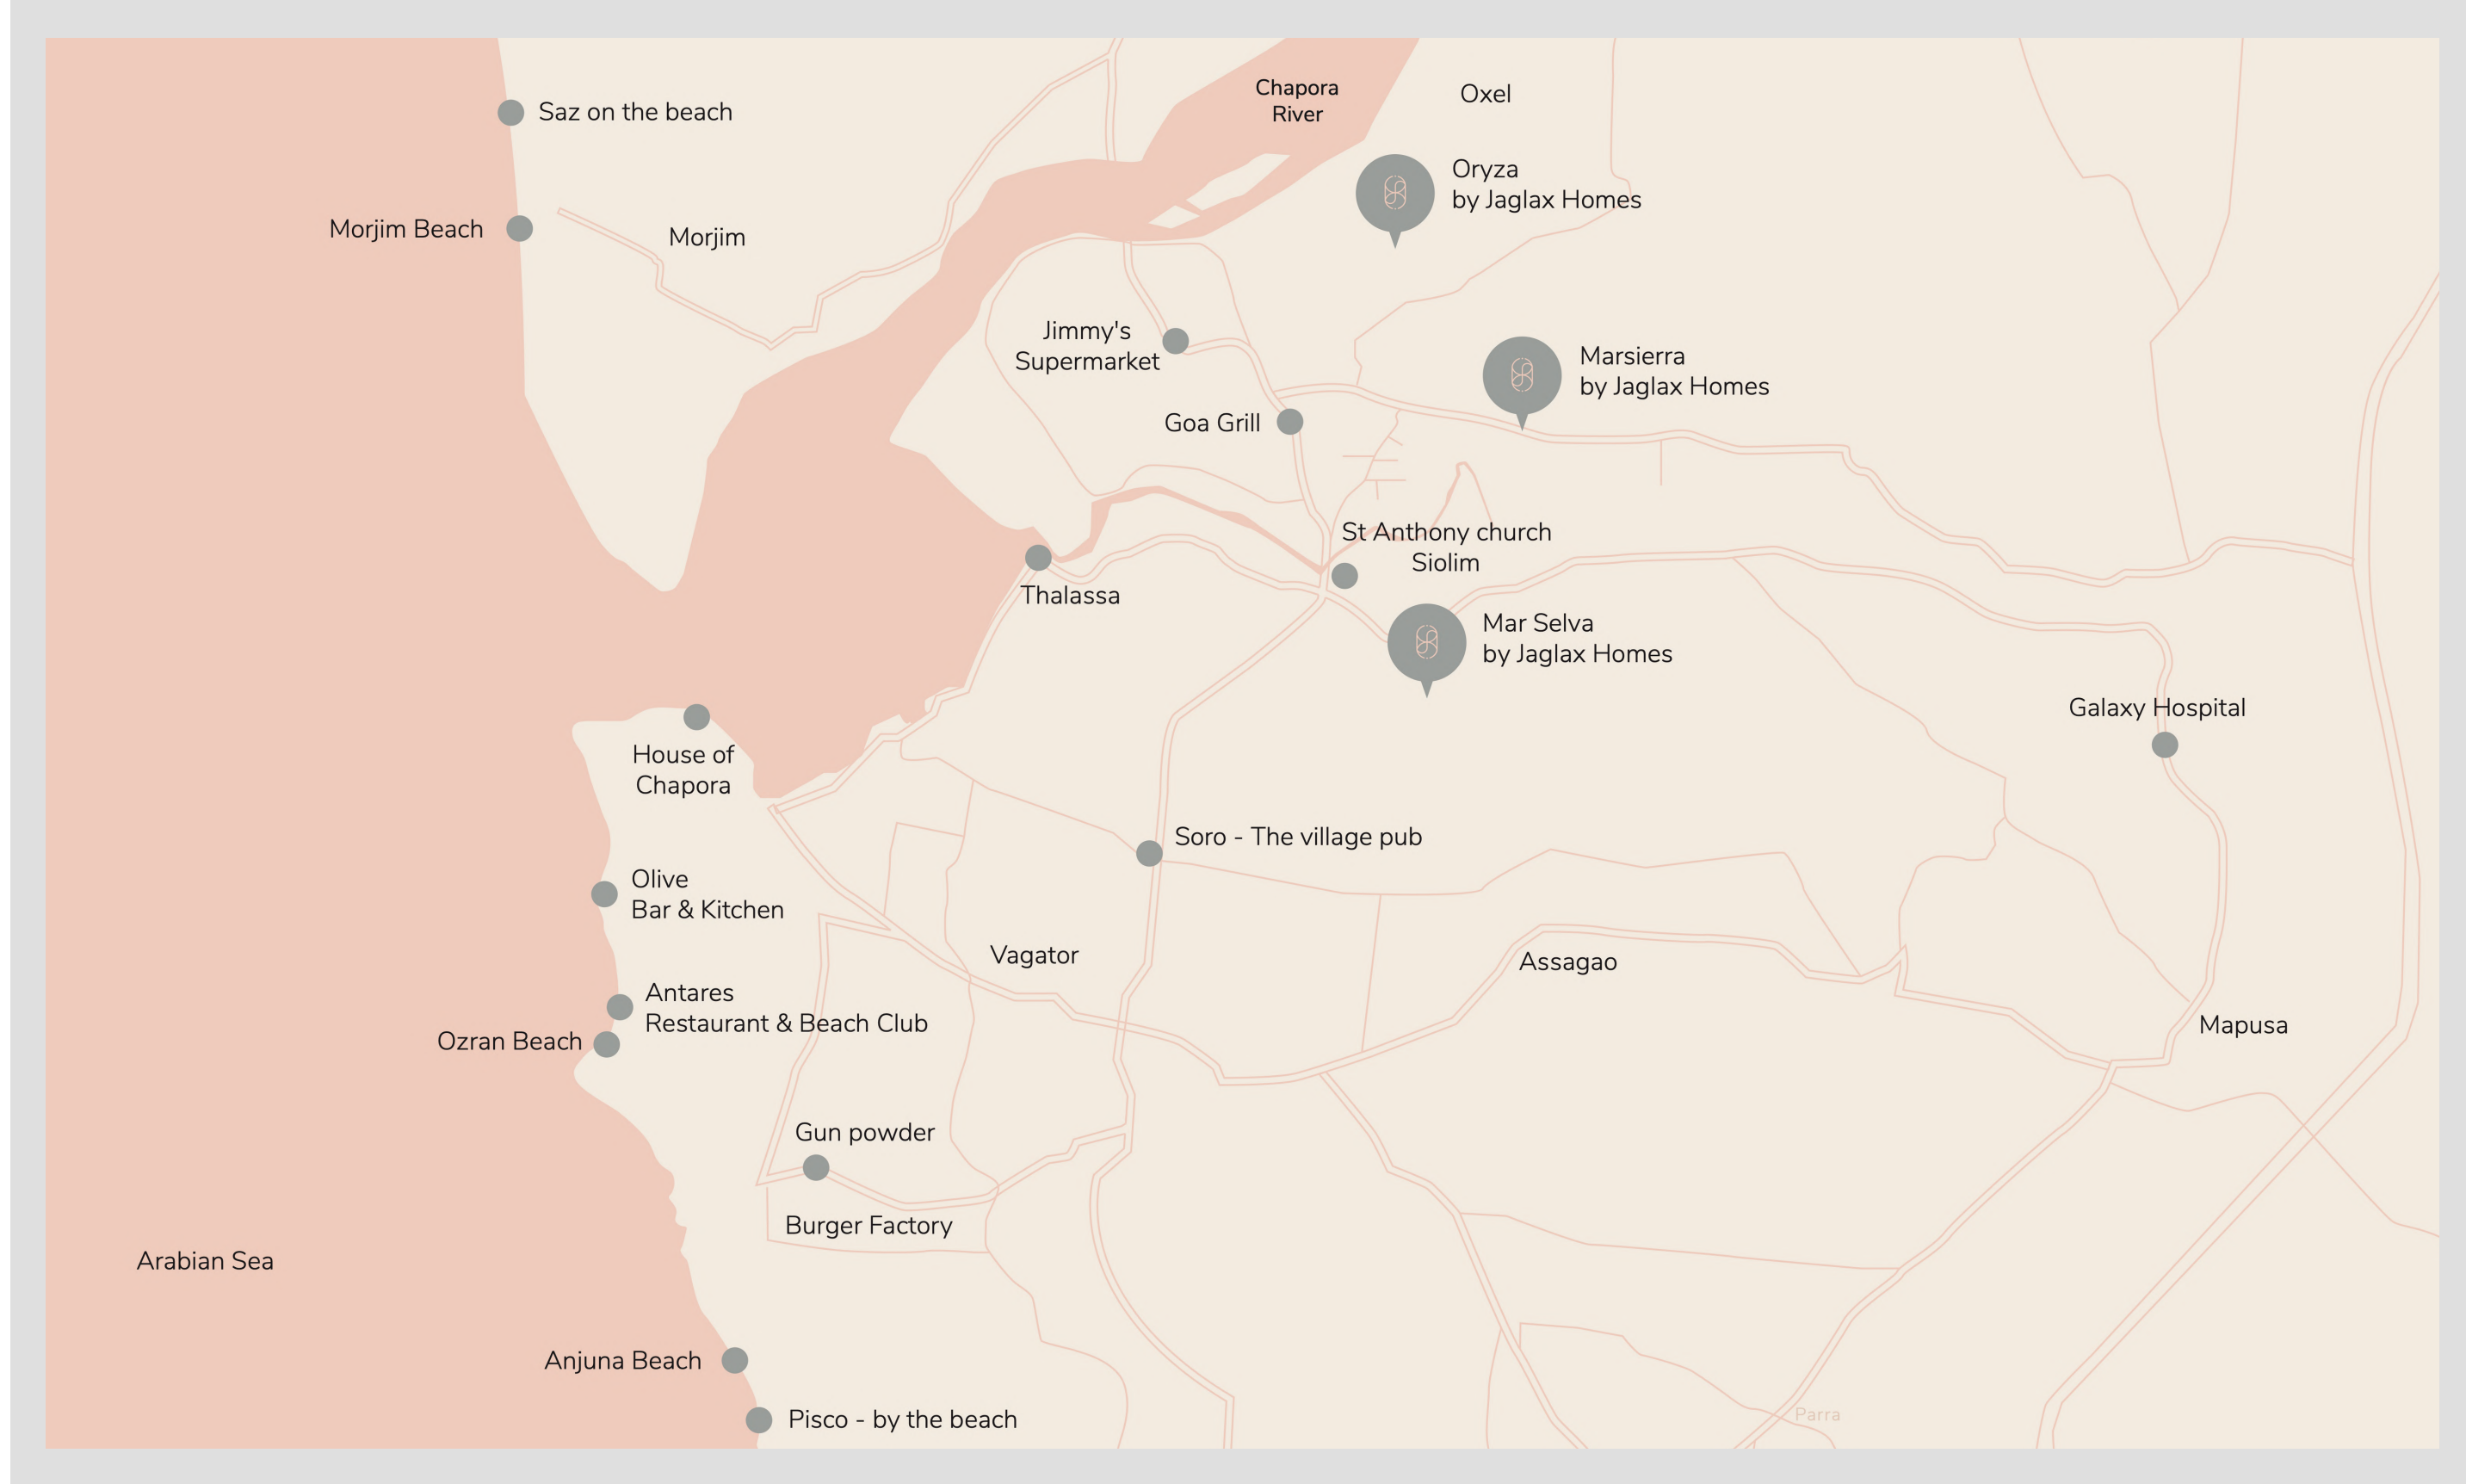 Chapora
River
Oxel
Saz on the beach
Oryza
by Jaglax Homes
Morjim Beach
Morjim
Jimmy's
Supermarket
Marsierra
by Jaglax Homes
Goa Grill
St Anthony church
Siolim
Thalassa
Mar Selva
by Jaglax Homes
Galaxy Hospital
House of
Chapora
Soro - The village pub
Olive
Bar & Kitchen
Vagator
Assagao
Antares
Restaurant & Beach Club
Ozran Beach
Mapusa
Gun powder
Burger Factory
Arabian Sea
Anjuna Beach
Pisco - by the beach
Parra